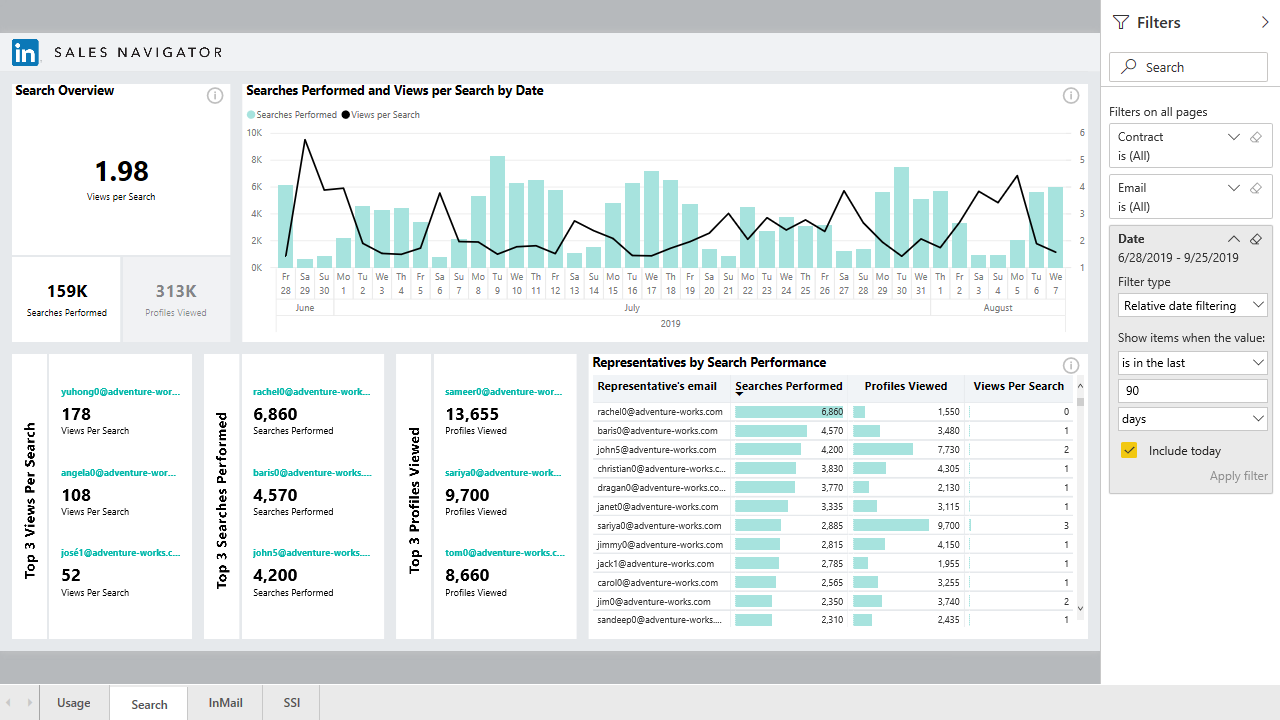 in SALES NAVIGATOR
Search Overview
1.98
Views per Search
159K
Searches Performed
313K
Profiles Viewed
Searches Performed and Views per Search by Date
Searches Performed Views per Search
10K
8K
6K
4K
2K
0K
6
5
4
3
2
1
Fr Sa Su Mo Tu We Th Fr Sa Su Mo Tu We Th Fr Sa Su Mo Tu We Th Fr Sa Su Mo Tu We Th Fr Sa Su Mo Tu We Th Fr Sa Su Mo Tu We
28 29 30 1 2 3 4 5 6 7 8 9 10 11 12 13 14 15 16 17 18 19 20 21 22 23 24 25 26 27 28 29 30 31 1 2 3 4 5 6 7
June July August
2019
Top 3 Views Per Search
yuhong0@adventure-wor...
178
Views Per Search
angela0@adventure-wor...
108
Views Per Search
josé1@adventure-works.c...
52
Views Per Search
Top 3 Searches Performed
rachel0@adventure-work...
6,860
Searches Performed
baris0@adventure-works....
4,570
Searches Performed
john5@adventure-works....
4,200
Searches Performed
Top 3 Profiles Viewed
sameer0@adventure-wor...
13,655
Profiles Viewed
sariya0@adventure-work...
9,700
Profiles Viewed
tom0@adventure-works.c...
8,660
Profiles Viewed
Representatives by Search Performance
Representative's email Searches Performed Profiles Viewed Views Per Search
rachel0@adventure-works.com 6,860 1,550 0
baris0@adventure-works.com 4,570 3,480 1
john5@adventure-works.com 4,200 7,730 2
christian0@adventure-works.c... 3,830 4,305 1
dragan0@adventure-works.co... 3,770 2,130 1
janet0@adventure-works.com 3,335 3,115 1
sariya0@adventure-works.com 2,885 9,700 3
jimmy0@adventure-works.com 2,815 4,150 1
jack1@adventure-works.com 2,785 1,955 1
carol0@adventure-works.com 2,565 3,255 1
jim0@adventure-works.com 2,350 3,740 2
sandeep0@adventure-works.... 2,310 2,435 1
Filters
Search
Filters on all pages
Contract
is (All)
Email
is (All)
Date
6/28/2019 - 9/25/2019
Filter type
Relative date filtering
Show items when the value:
is in the last
90
days
Include today
Apply filter
Usage Search InMail SSI